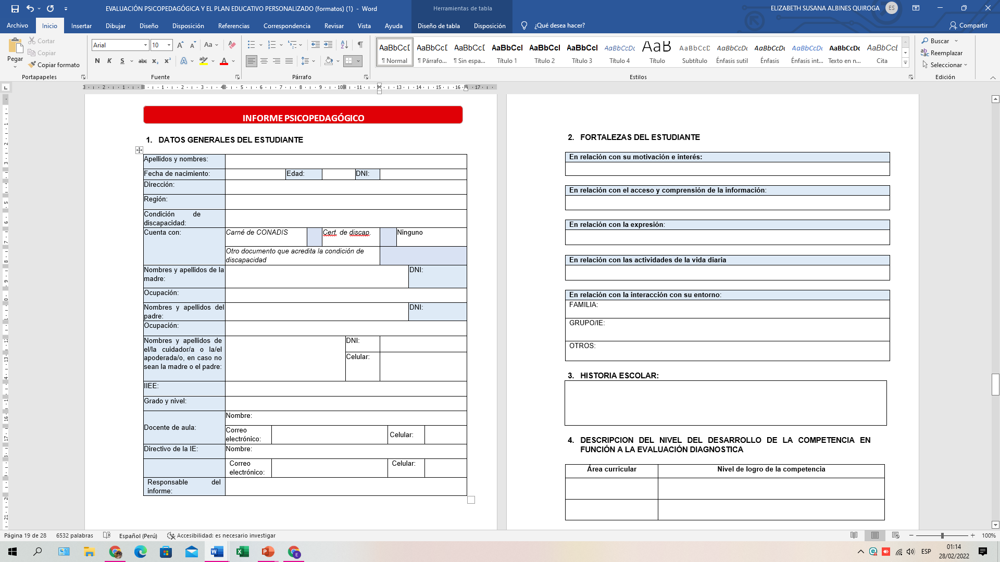 EVALUACIÓN PSICOPEDAGÓGICA Y EL PLAN EDUCATIVO PERSONALIZADO (formatos) (1) - Word
Herramientas de tabla
ELIZABETH SUSANA ALBINES QUIROGA
ES
Archivo
Inicio
Insertar
Dibujar
Diseño
Disposición
Referencias
Correspondencia
Revisar
Vista
Ayuda
Diseño de tabla
Disposición
¿Qué desea hacer?
Compartir
Pegar
Cortar
Copiar
Copiar formato
Portapapeles
Arial
10
N K S abc x₂ x²
Fuente
Párrafo
AaBbCcD
¶ Normal
¶ Párrafo...
¶ Sin espa...
Título 1
Título 2
Título 3
Título 4
Título
Subtítulo
Énfasis sutil
Énfasis
Énfasis int...
Texto en n...
Cita
Estilos
Buscar
Reemplazar
Seleccionar
Edición
INFORME PSICOPEDAGÓGICO
1. DATOS GENERALES DEL ESTUDIANTE
Apellidos y nombres:
Fecha de nacimiento:
Edad:
DNI:
Dirección:
Región:
Condición de
discapacidad:
Cuenta con:
Carné de CONADIS
Cert. de discap.
Ninguno
Otro documento que acredita la condición de
discapacidad
Nombres y apellidos de la
madre:
DNI:
Ocupación:
Nombres y apellidos del
padre:
DNI:
Ocupación:
Nombres y apellidos de
el/la cuidador/a o la/el
apoderada/o, en caso no
sean la madre o el padre:
DNI:
Celular:
IIEE:
Grado y nivel:
Docente de aula:
Nombre:
Correo
electrónico:
Celular:
Directivo de la IE:
Nombre:
Correo
electrónico:
Celular:
Responsable del
informe:
2. FORTALEZAS DEL ESTUDIANTE
En relación con su motivación e interés:
En relación con el acceso y comprensión de la información:
En relación con la expresión:
En relación con las actividades de la vida diaria
En relación con la interacción con su entorno:
FAMILIA:
GRUPO/IE:
OTROS:
3. HISTORIA ESCOLAR:
4. DESCRIPCION DEL NIVEL DEL DESARROLLO DE LA COMPETENCIA EN
FUNCIÓN A LA EVALUACIÓN DIAGNOSTICA
Área curricular
Nivel de logro de la competencia
Página 19 de 28
6532 palabras
Español (Perú)
Accesibilidad: es necesario investigar
100%
ESP
01:14
28/02/2022